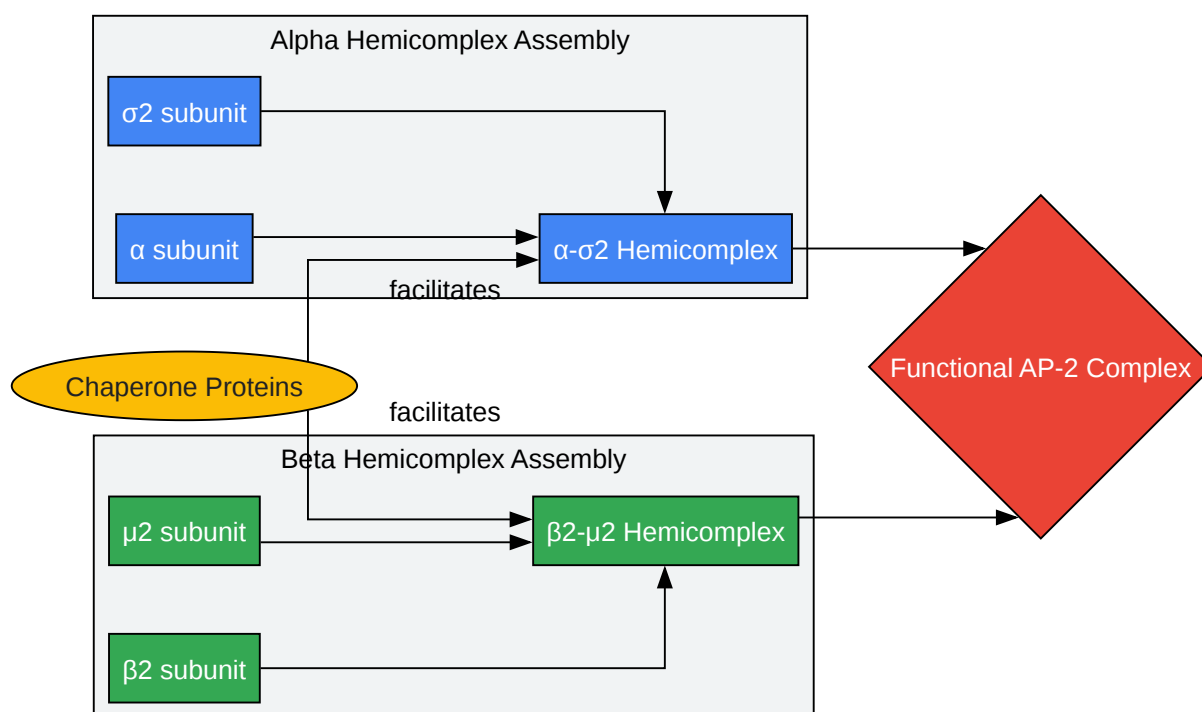 Alpha Hemicomplex Assembly
σ2 subunit
α subunit
α-σ2 Hemicomplex
facilitates
Functional AP-2 Complex
Chaperone Proteins
facilitates
Beta Hemicomplex Assembly
μ2 subunit
β2-μ2 Hemicomplex
β2 subunit